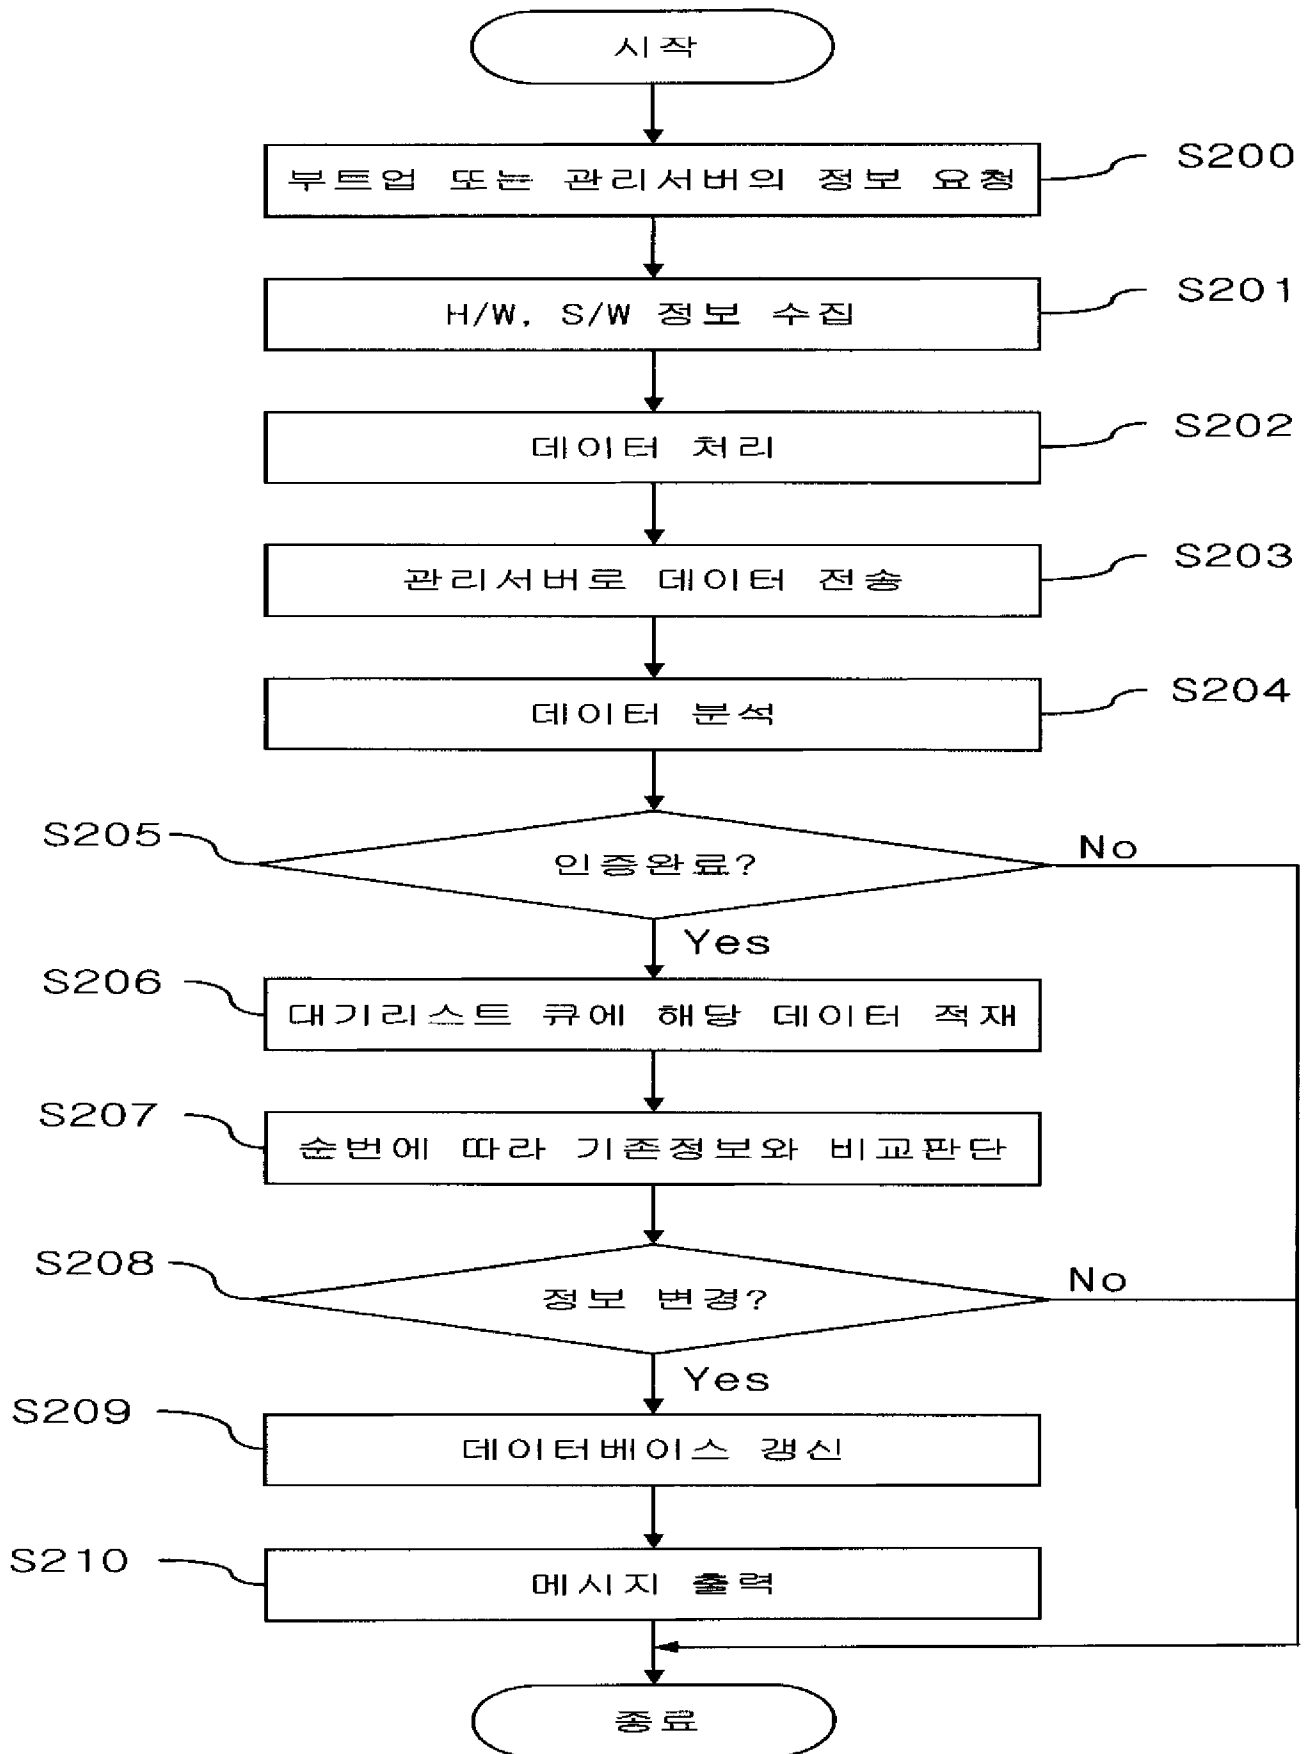 시작
부트업 또는 관리서버의 정보 요청
S200
H/W, S/W 정보 수집
S201
데이터 처리
S202
관리서버로 데이터 전송
S203
데이터 분석
S204
S205
인증완료?
No
Yes
S206
대기리스트 큐에 해당 데이터 적재
S207
순번에 따라 기존정보와 비교판단
S208
정보 변경?
No
Yes
S209
데이터베이스 갱신
S210
메시지 출력
종료